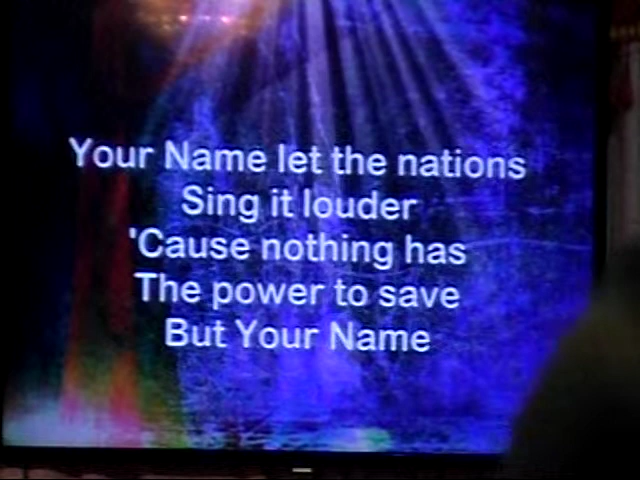 Your Name let the nations
Sing it louder
'Cause nothing has
The power to save
But Your Name